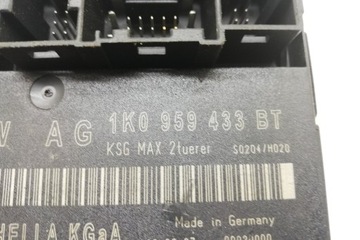 AG 1K0 959 433 BT
KSG MAX 2tuerer S0204/H020
Made in Germany
HELLA KGaA